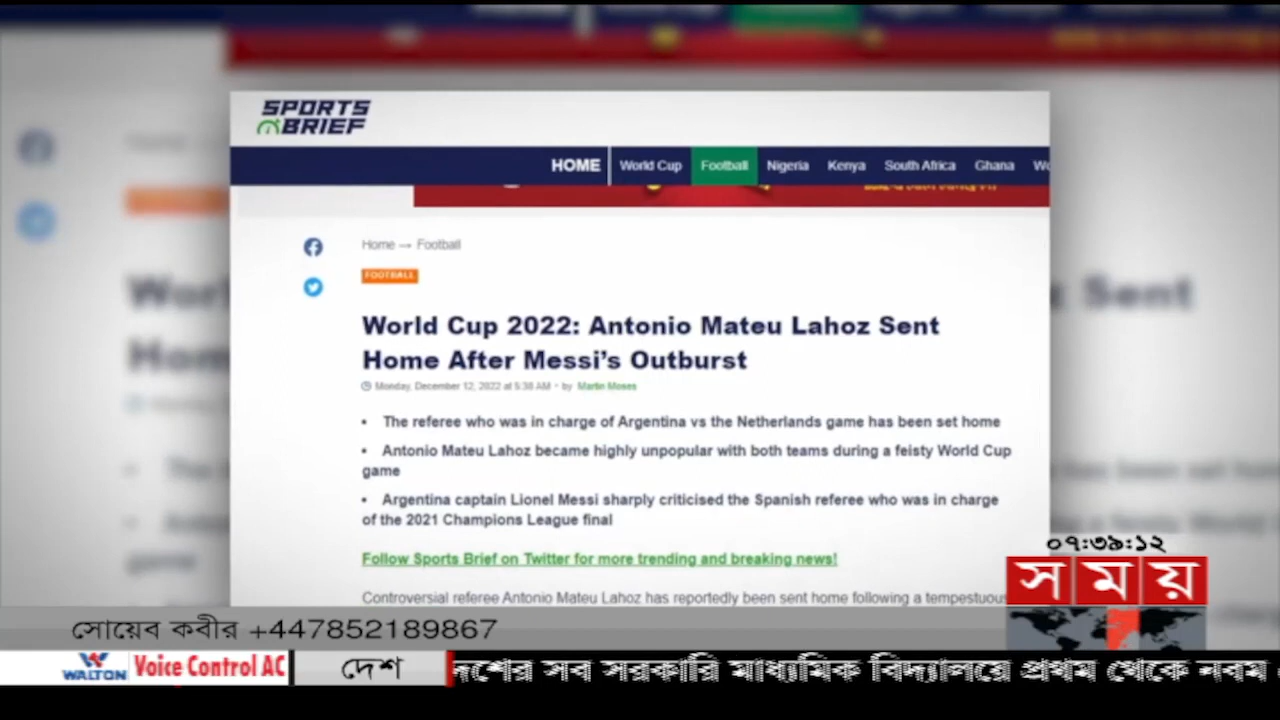 SPORTS
BRIEF
HOME World Cup Football Nigeria Kenya South Africa Ghana
Home → Football
FOOTBALL
World Cup 2022: Antonio Mateu Lahoz Sent
Home After Messi's Outburst
Monday, December 12, 2022 at 5:38 AM • by Martin Moses
• The referee who was in charge of Argentina vs the Netherlands game has been set home
• Antonio Mateu Lahoz became highly unpopular with both teams during a feisty World Cup
game
• Argentina captain Lionel Messi sharply criticised the Spanish referee who was in charge
of the 2021 Champions League final
Follow Sports Brief on Twitter for more trending and breaking news!
Controversial referee Antonio Mateu Lahoz has reportedly been sent home following a tempestuous
০৭:৩৯:১২
সময়
সোয়েব কবীর +447852189867
WALTON Voice Control AC দেশ দেশের সব সরকারি মাধ্যমিক বিদ্যালয়ে প্রথম থেকে নবম